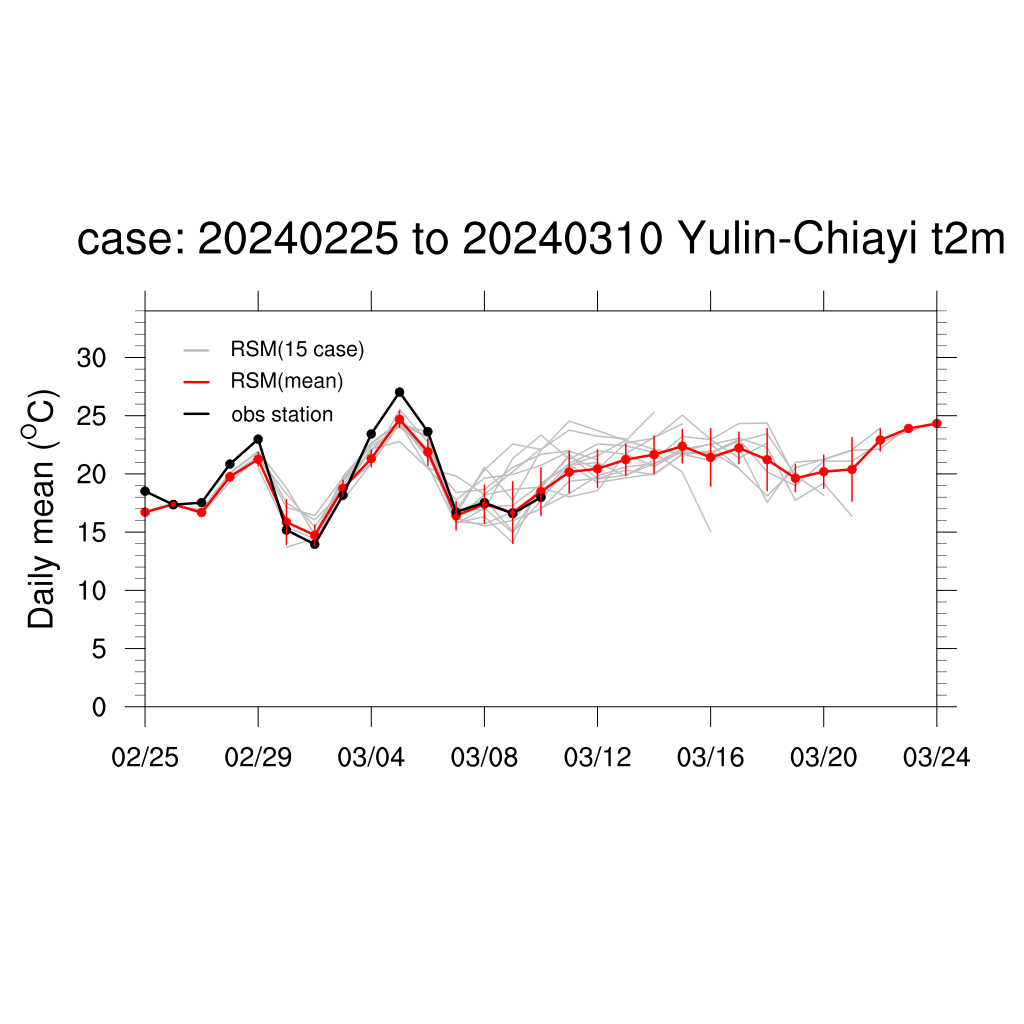 case: 20240225 to 20240310 Yulin-Chiayi t2m
RSM(15 case)
RSM(mean)
obs station
Daily mean (°C)
30
25
20
15
10
5
0
02/25 02/29 03/04 03/08 03/12 03/16 03/20 03/24